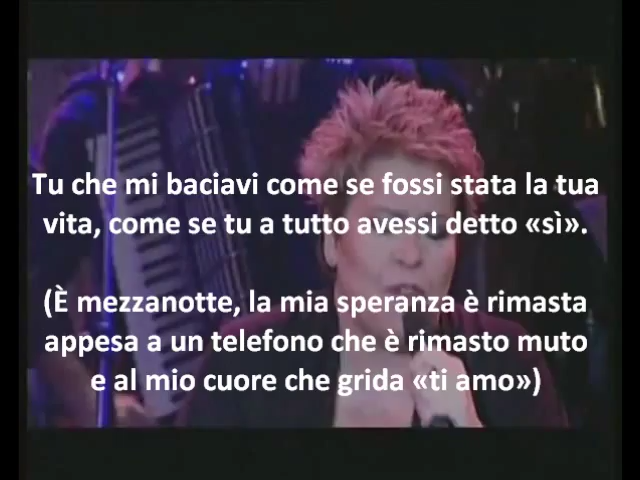 Tu che mi baciavi come se fossi stata la tua
vita, come se tu a tutto avessi detto «sì».
(È mezzanotte, la mia speranza è rimasta
appesa a un telefono che è rimasto muto
e al mio cuore che grida «ti amo»)